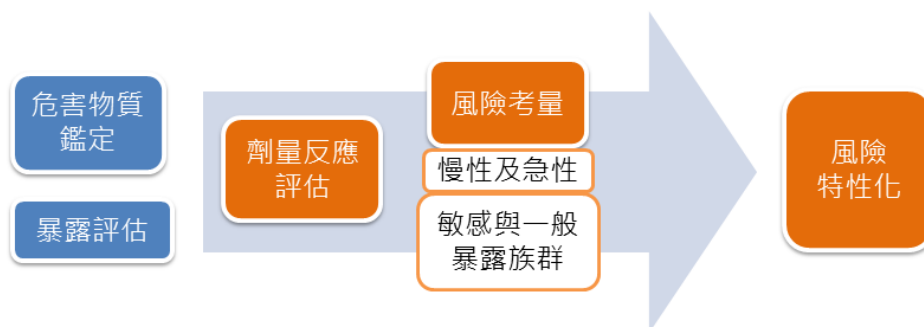 危害物質
鑑定
暴露評估
劑量反應
評估
風險考量
慢性及急性
敏感與一般
暴露族群
風險
特性化